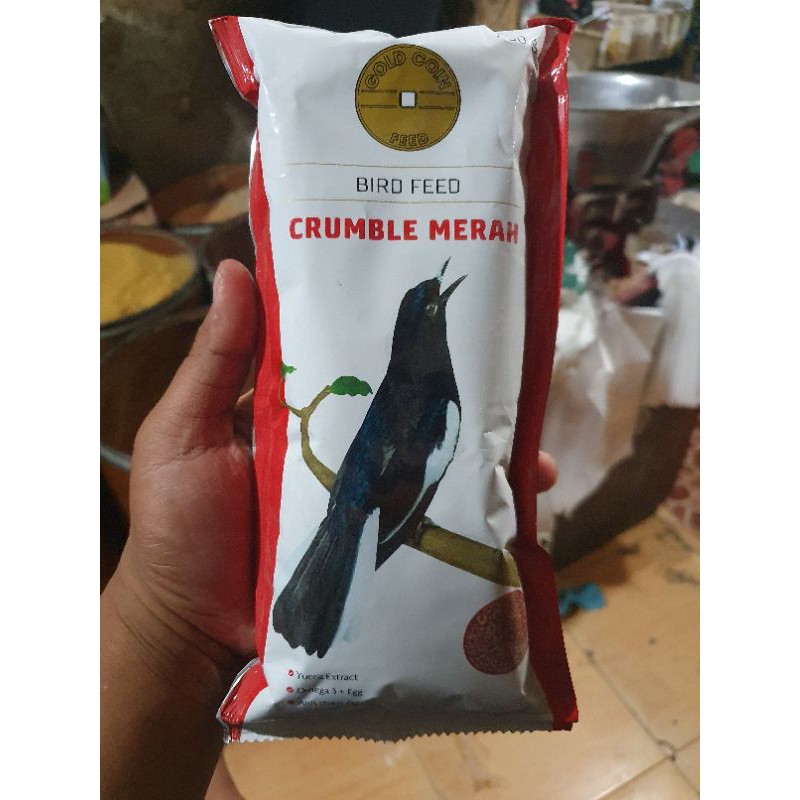 GOLD COIN
FEED
BIRD FEED
CRUMBLE MERAH
Yucca Extract
Omega 3 + Egg